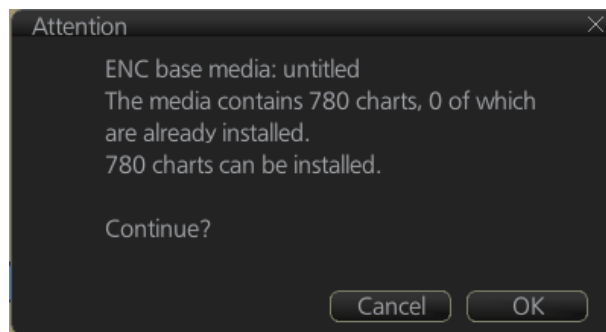 Attention
ENC base media: untitled
The media contains 780 charts, 0 of which
are already installed.
780 charts can be installed.
Continue?
Cancel OK